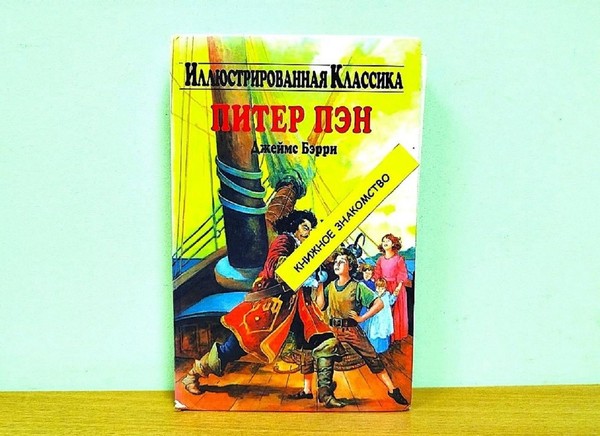 Иллюстрированная Классика
ПИТЕР ПЭН
Джеймс Бэрри
КНИЖНОЕ ЗНАКОМСТВО